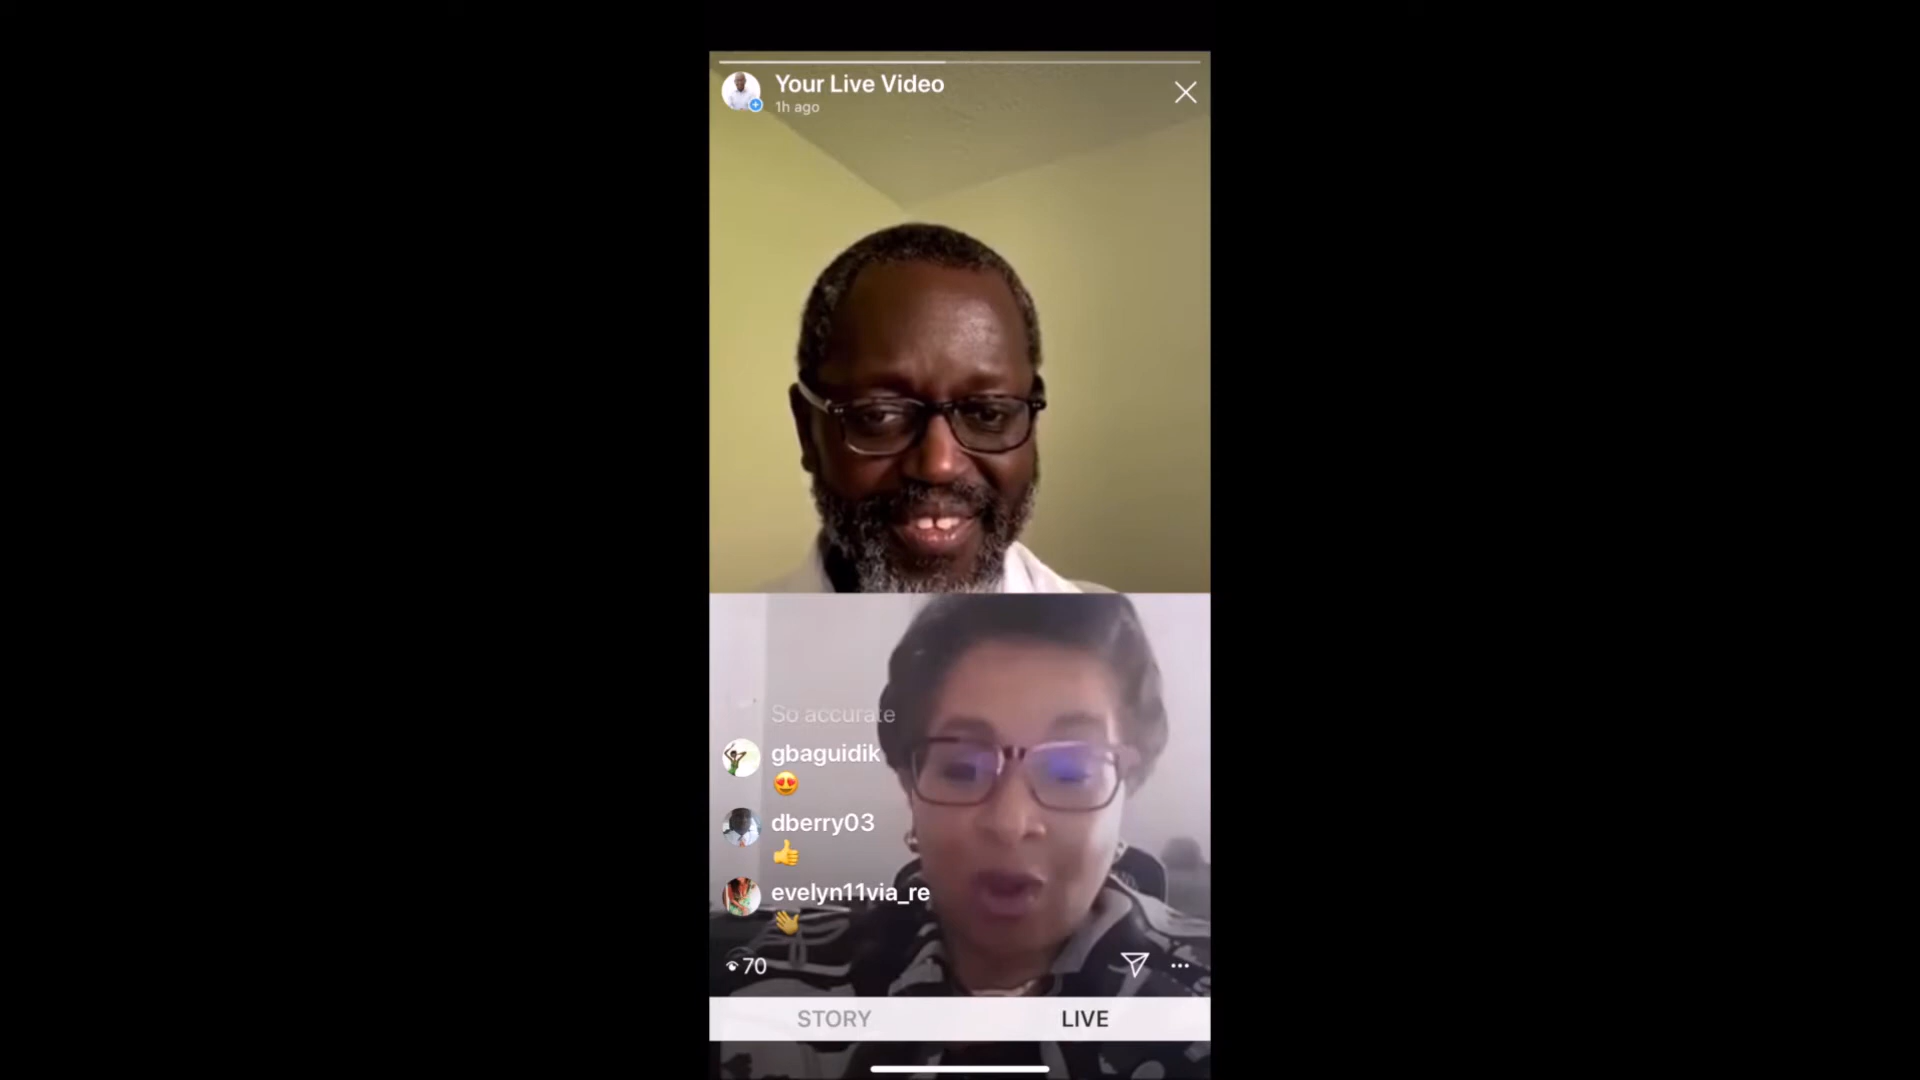 Your Live Video
1h ago
So accurate
gbaguidik
😍
dberry03
👍
evelyn11via_re
👋
70
STORY
LIVE